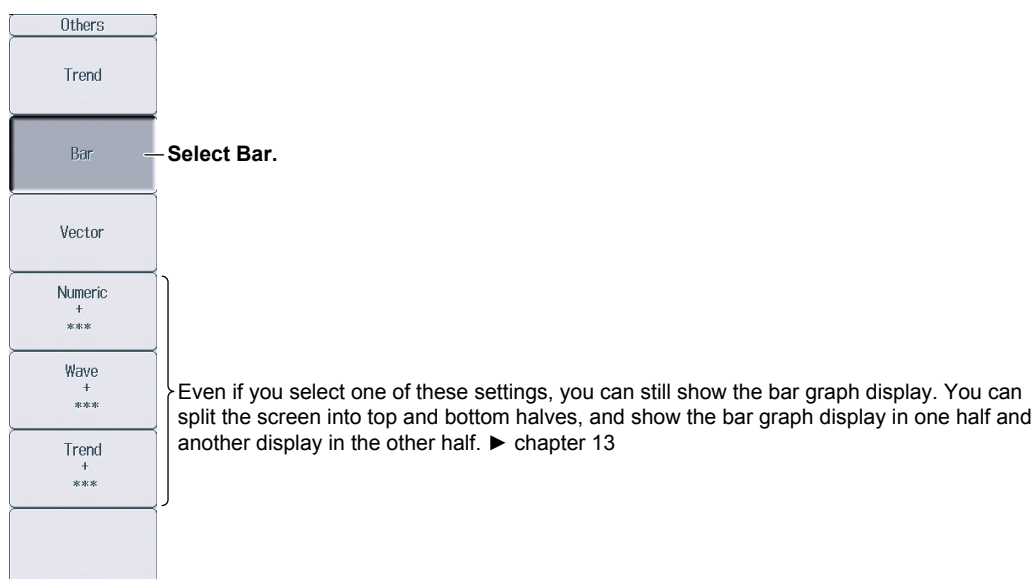 Others
Trend
Bar
Select Bar.
Vector
Numeric
+
***
Wave
+
***
Trend
+
***
Even if you select one of these settings, you can still show the bar graph display. You can
split the screen into top and bottom halves, and show the bar graph display in one half and
another display in the other half. ► chapter 13